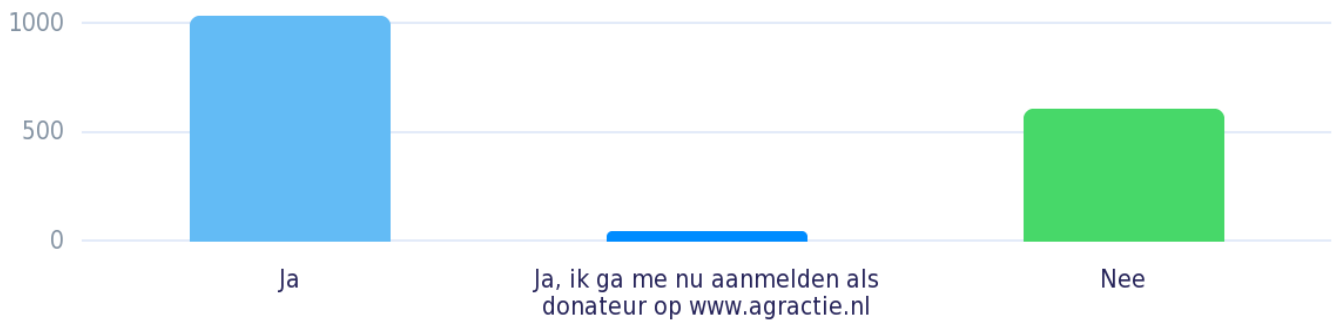 1000
500
0
Ja
Ja, ik ga me nu aanmelden als
donateur op www.agractie.nl
Nee